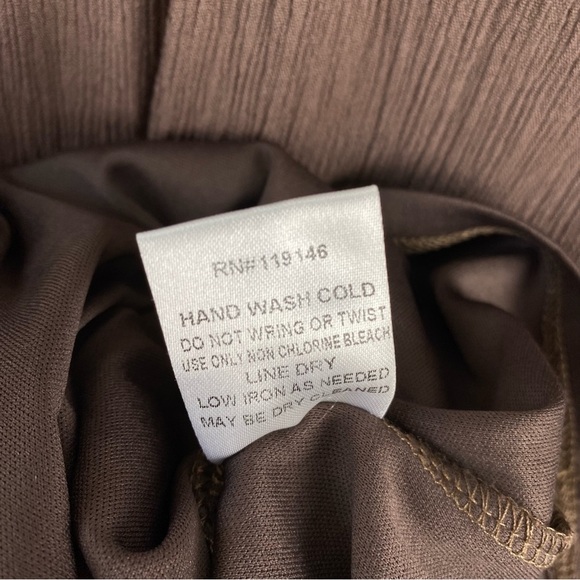 RN#119146
HAND WASH COLD
DO NOT WRING OR TWIST
USE ONLY NON CHLORINE BLEACH
LINE DRY
LOW IRON AS NEEDED
MAY BE DRY CLEANED